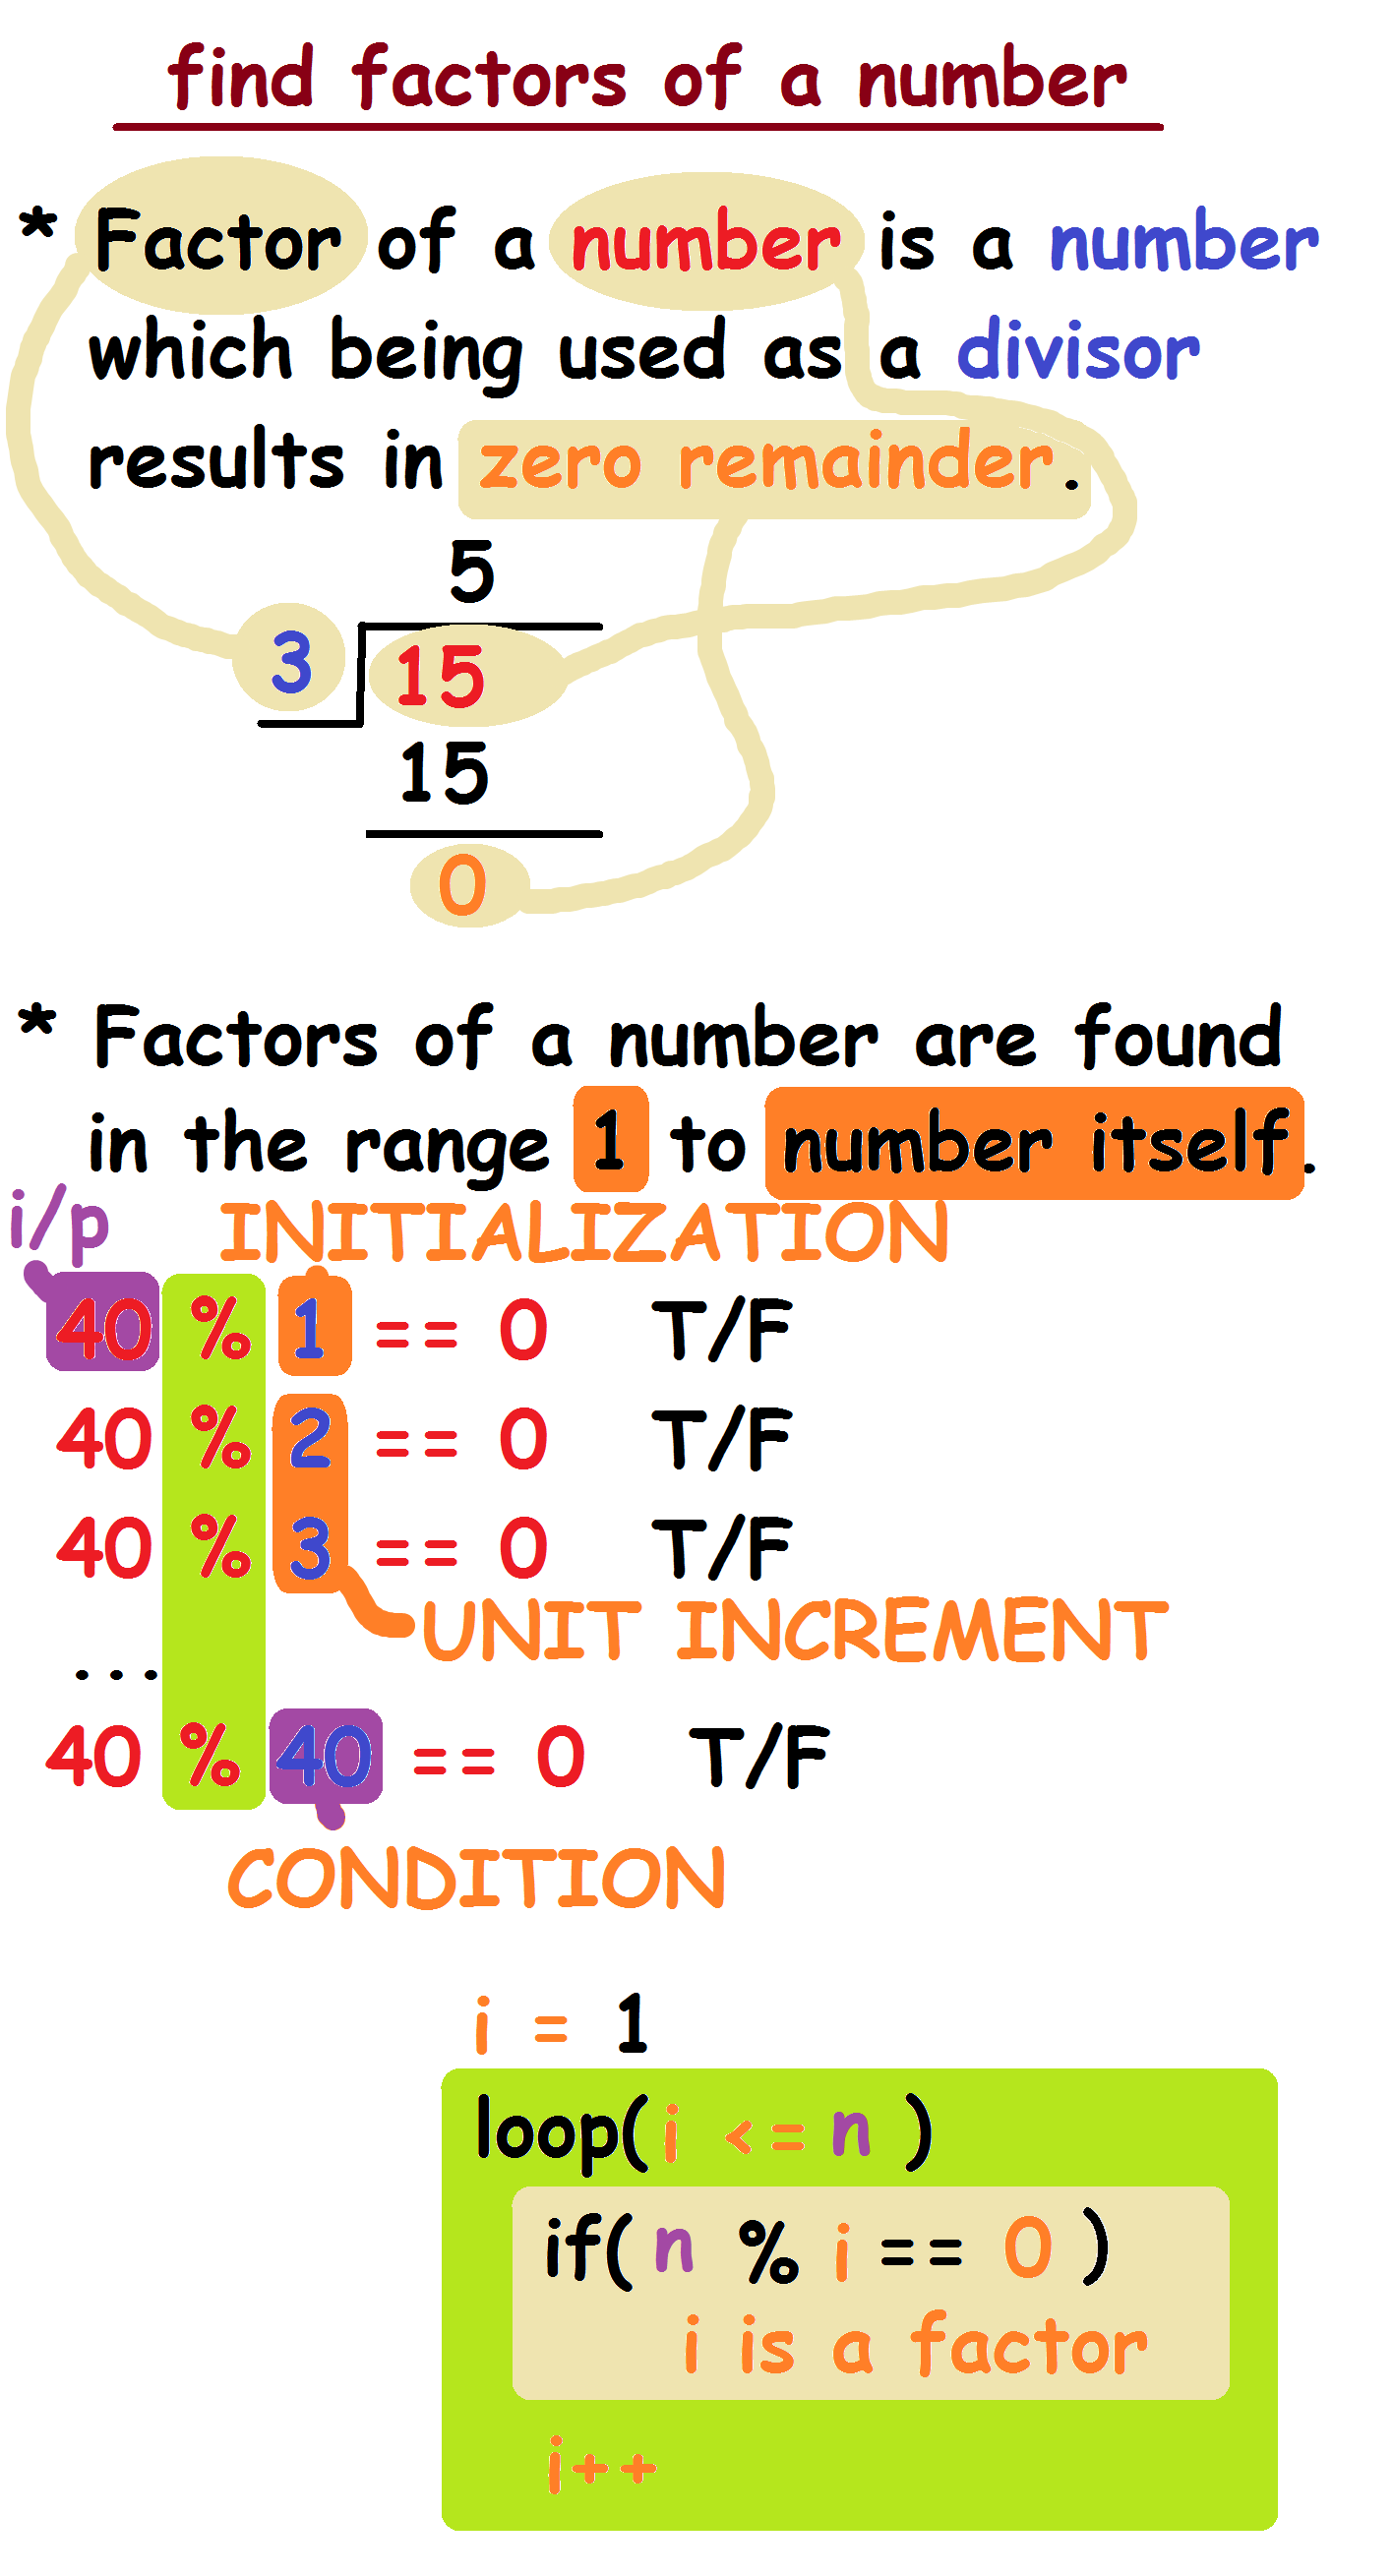 find factors of a number
* Factor of a number is a number
which being used as a divisor
results in zero remainder.
5
3 15
15
0
* Factors of a number are found
in the range 1 to number itself.
i/p INITIALIZATION
40 % 1 == 0 T/F
40 % 2 == 0 T/F
40 % 3 == 0 T/F
UNIT INCREMENT
...
40 % 40 == 0 T/F
CONDITION
i = 1
loop( i <= n )
if( n % i == 0 )
i is a factor
i++